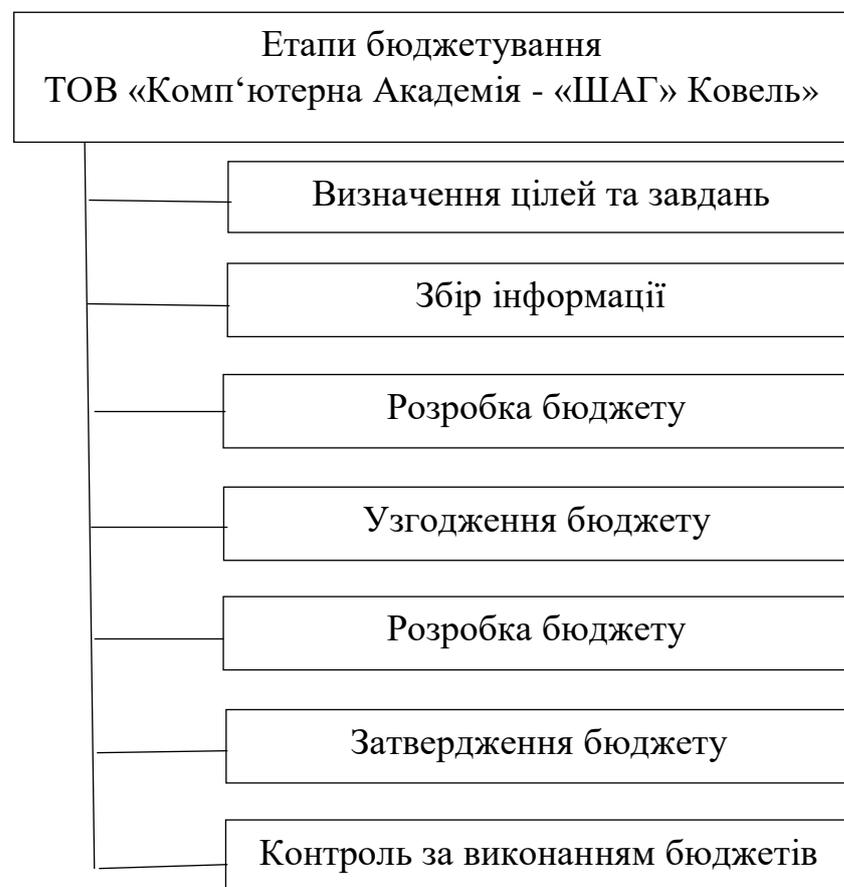 Етапи бюджетування
ТОВ «Комп‘ютерна Академія - «ШАГ» Ковель»
Визначення цілей та завдань
Збір інформації
Розробка бюджету
Узгодження бюджету
Розробка бюджету
Затвердження бюджету
Контроль за виконанням бюджетів